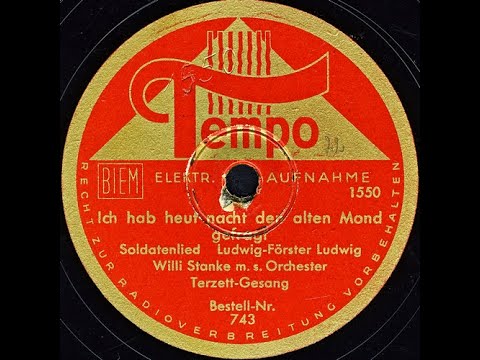 Tempo
BIEM ELEKTR. AUFNAHME
1550
Ich hab heut nacht den alten Mond
gefragt
Soldatenlied Ludwig-Förster Ludwig
Willi Stanke m. s. Orchester
Terzett-Gesang
Bestell-Nr.
743
RECHT ZUR RADIOVERBREITUNG VORBEHALTEN